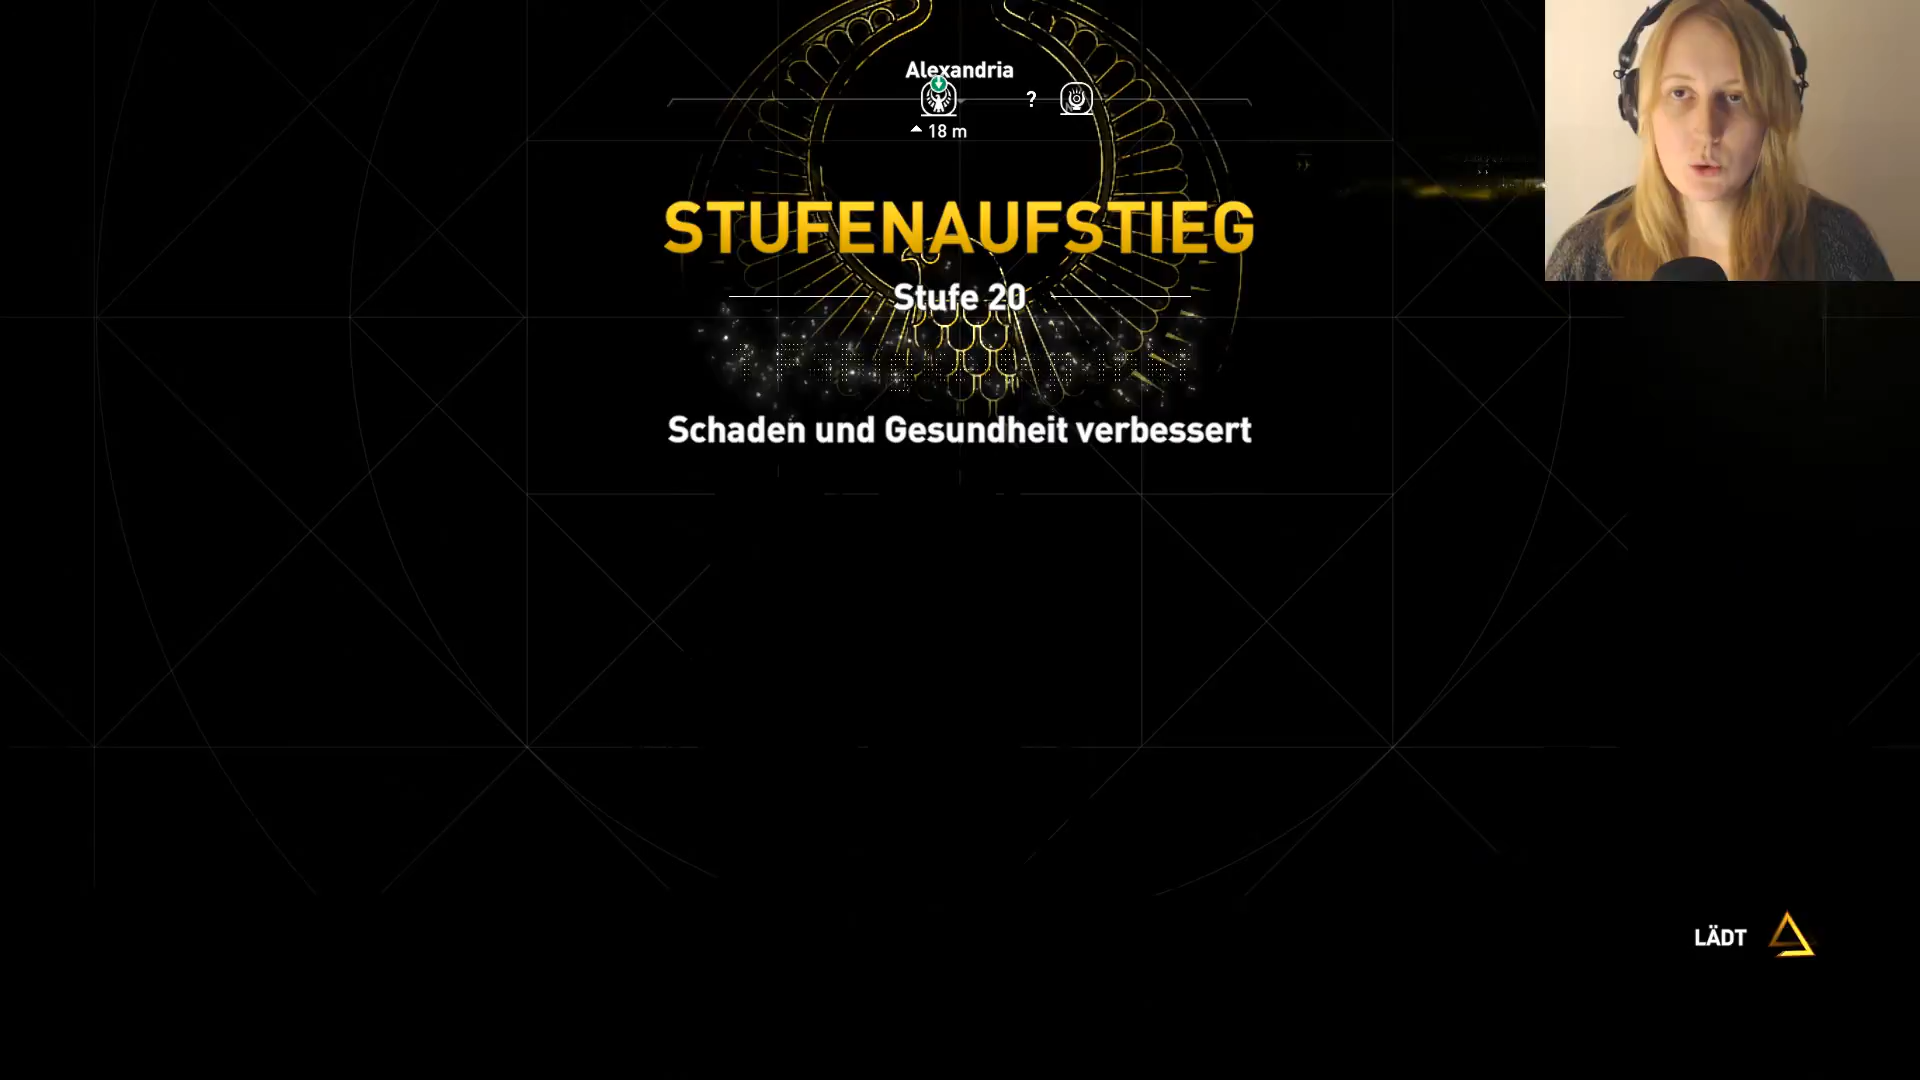 Alexandria
?
18 m
STUFENAUFSTIEG
Stufe 20
Schaden und Gesundheit verbessert
LÄDT